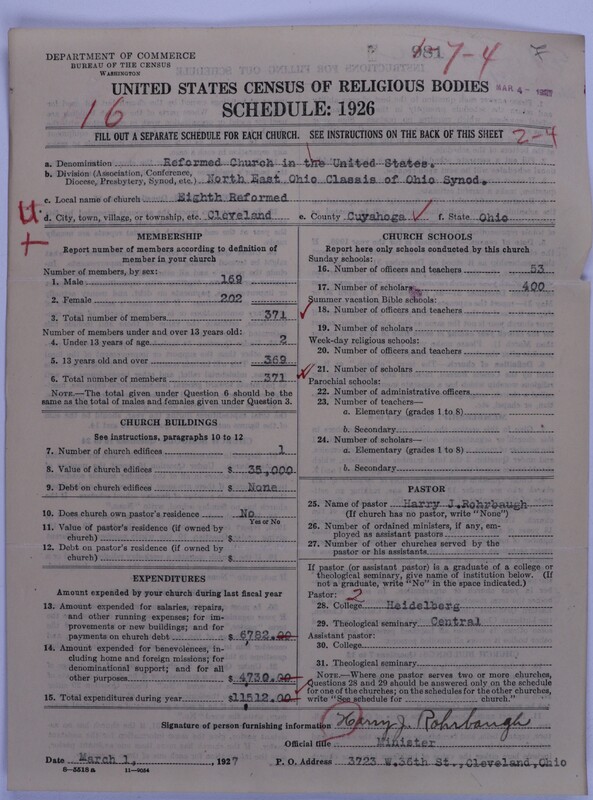 DEPARTMENT OF COMMERCE
BUREAU OF THE CENSUS
WASHINGTON
931
7-4
MAR 4 -
UNITED STATES CENSUS OF RELIGIOUS BODIES
SCHEDULE: 1926
16
FILL OUT A SEPARATE SCHEDULE FOR EACH CHURCH. SEE INSTRUCTIONS ON THE BACK OF THIS SHEET
2-4
a. Denomination Reformed Church in the United States.
b. Division (Association, Conference,
Diocese, Presbytery, Synod, etc.) North East Ohio Classis of Ohio Synod.
c. Local name of church Eighth Reformed
d. City, town, village, or township, etc. Cleveland e. County Cuyahoga f. State Ohio
MEMBERSHIP
Report number of members according to definition of
member in your church
Number of members, by sex:
1. Male 169
2. Female 202
3. Total number of members 371
Number of members under and over 13 years old:
4. Under 13 years of age 2
5. 13 years old and over 369
6. Total number of members 371
NOTE.—The total given under Question 6 should be
the same as the total of males and females given under Question 3.
CHURCH BUILDINGS
See instructions, paragraphs 10 to 12
7. Number of church edifices 1
8. Value of church edifices $ 35,000
9. Debt on church edifices $ None
10. Does church own pastor's residence No
Yes or No
11. Value of pastor's residence (if owned by
church) $
12. Debt on pastor's residence (if owned by
church) $
EXPENDITURES
Amount expended by your church during last fiscal year
13. Amount expended for salaries, repairs,
and other running expenses; for im-
provements or new buildings; and for
payments on church debt $ 6782.00
14. Amount expended for benevolences, in-
cluding home and foreign missions; for
denominational support; and for all
other purposes $ 4730.00
15. Total expenditures during year $11512.00
CHURCH SCHOOLS
Report here only schools conducted by this church
Sunday schools:
16. Number of officers and teachers 53
17. Number of scholars 400
Summer vacation Bible schools:
18. Number of officers and teachers
19. Number of scholars
Week-day religious schools:
20. Number of officers and teachers
21. Number of scholars
Parochial schools:
22. Number of administrative officers
23. Number of teachers—
a. Elementary (grades 1 to 8)
b. Secondary
24. Number of scholars—
a. Elementary (grades 1 to 8)
b. Secondary
PASTOR
25. Name of pastor Harry J.Rohrbaugh
(If church has no pastor, write "None")
26. Number of ordained ministers, if any, em-
ployed as assistant pastors
27. Number of other churches served by the
pastor or his assistants
If pastor (or assistant pastor) is a graduate of a college or
theological seminary, give name of institution below. (If
not a graduate, write "No" in the space indicated.)
Pastor: 2
28. College Heidelberg
29. Theological seminary Central
Assistant pastor:
30. College
31. Theological seminary
NOTE.—Where one pastor serves two or more churches,
Questions 28 and 29 should be answered only on the schedule
for one of the churches; on the schedules for the other churches,
write "See schedule for church."
Signature of person furnishing information Harry J. Rohrbaugh
Official title Minister
Date March 1, 1927 P. O. Address 3723 W.36th St.,Cleveland,Ohio
8-5518a 11-9084